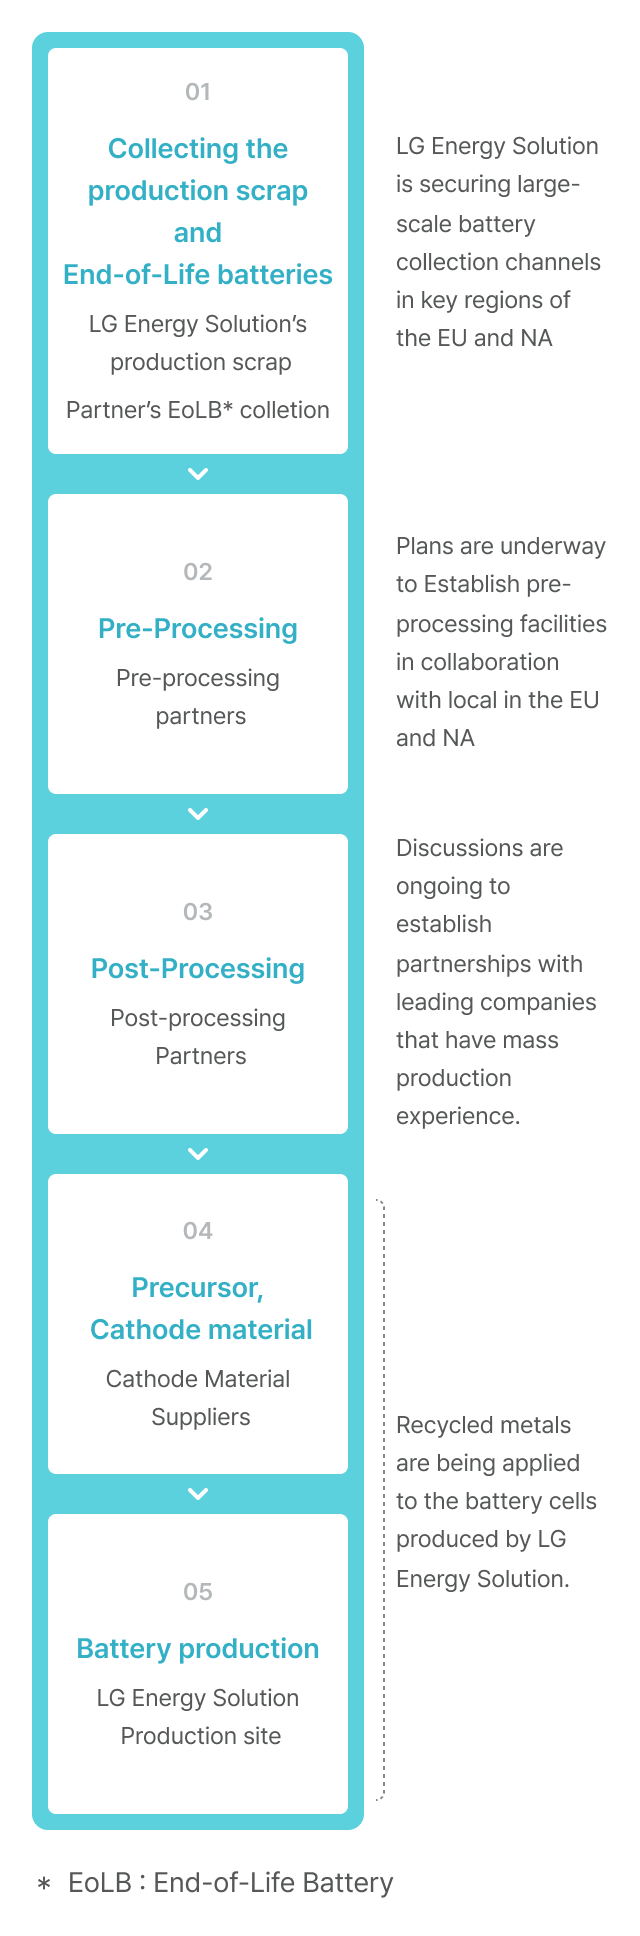 01
Collecting the
production scrap
and
End-of-Life batteries
LG Energy Solution's
production scrap
Partner's EoLB* colletion
LG Energy Solution
is securing large-
scale battery
collection channels
in key regions of
the EU and NA
02
Pre-Processing
Pre-processing
partners
Plans are underway
to Establish pre-
processing facilities
in collaboration
with local in the EU
and NA
03
Post-Processing
Post-processing
Partners
Discussions are
ongoing to
establish
partnerships with
leading companies
that have mass
production
experience.
04
Precursor,
Cathode material
Cathode Material
Suppliers
05
Battery production
LG Energy Solution
Production site
Recycled metals
are being applied
to the battery cells
produced by LG
Energy Solution.
* EoLB : End-of-Life Battery